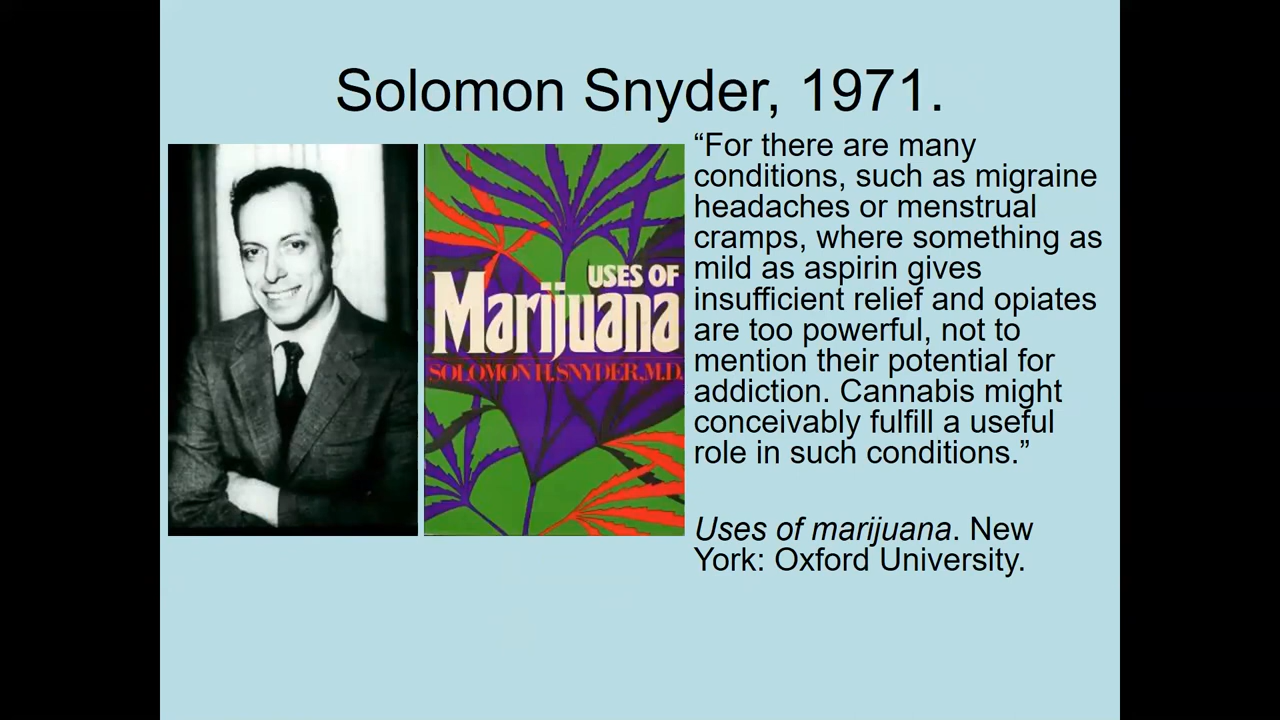 Solomon Snyder, 1971.
USES OF
Marijuana
SOLOMON H. SNYDER, M.D.
“For there are many
conditions, such as migraine
headaches or menstrual
cramps, where something as
mild as aspirin gives
insufficient relief and opiates
are too powerful, not to
mention their potential for
addiction. Cannabis might
conceivably fulfill a useful
role in such conditions.”
Uses of marijuana. New
York: Oxford University.